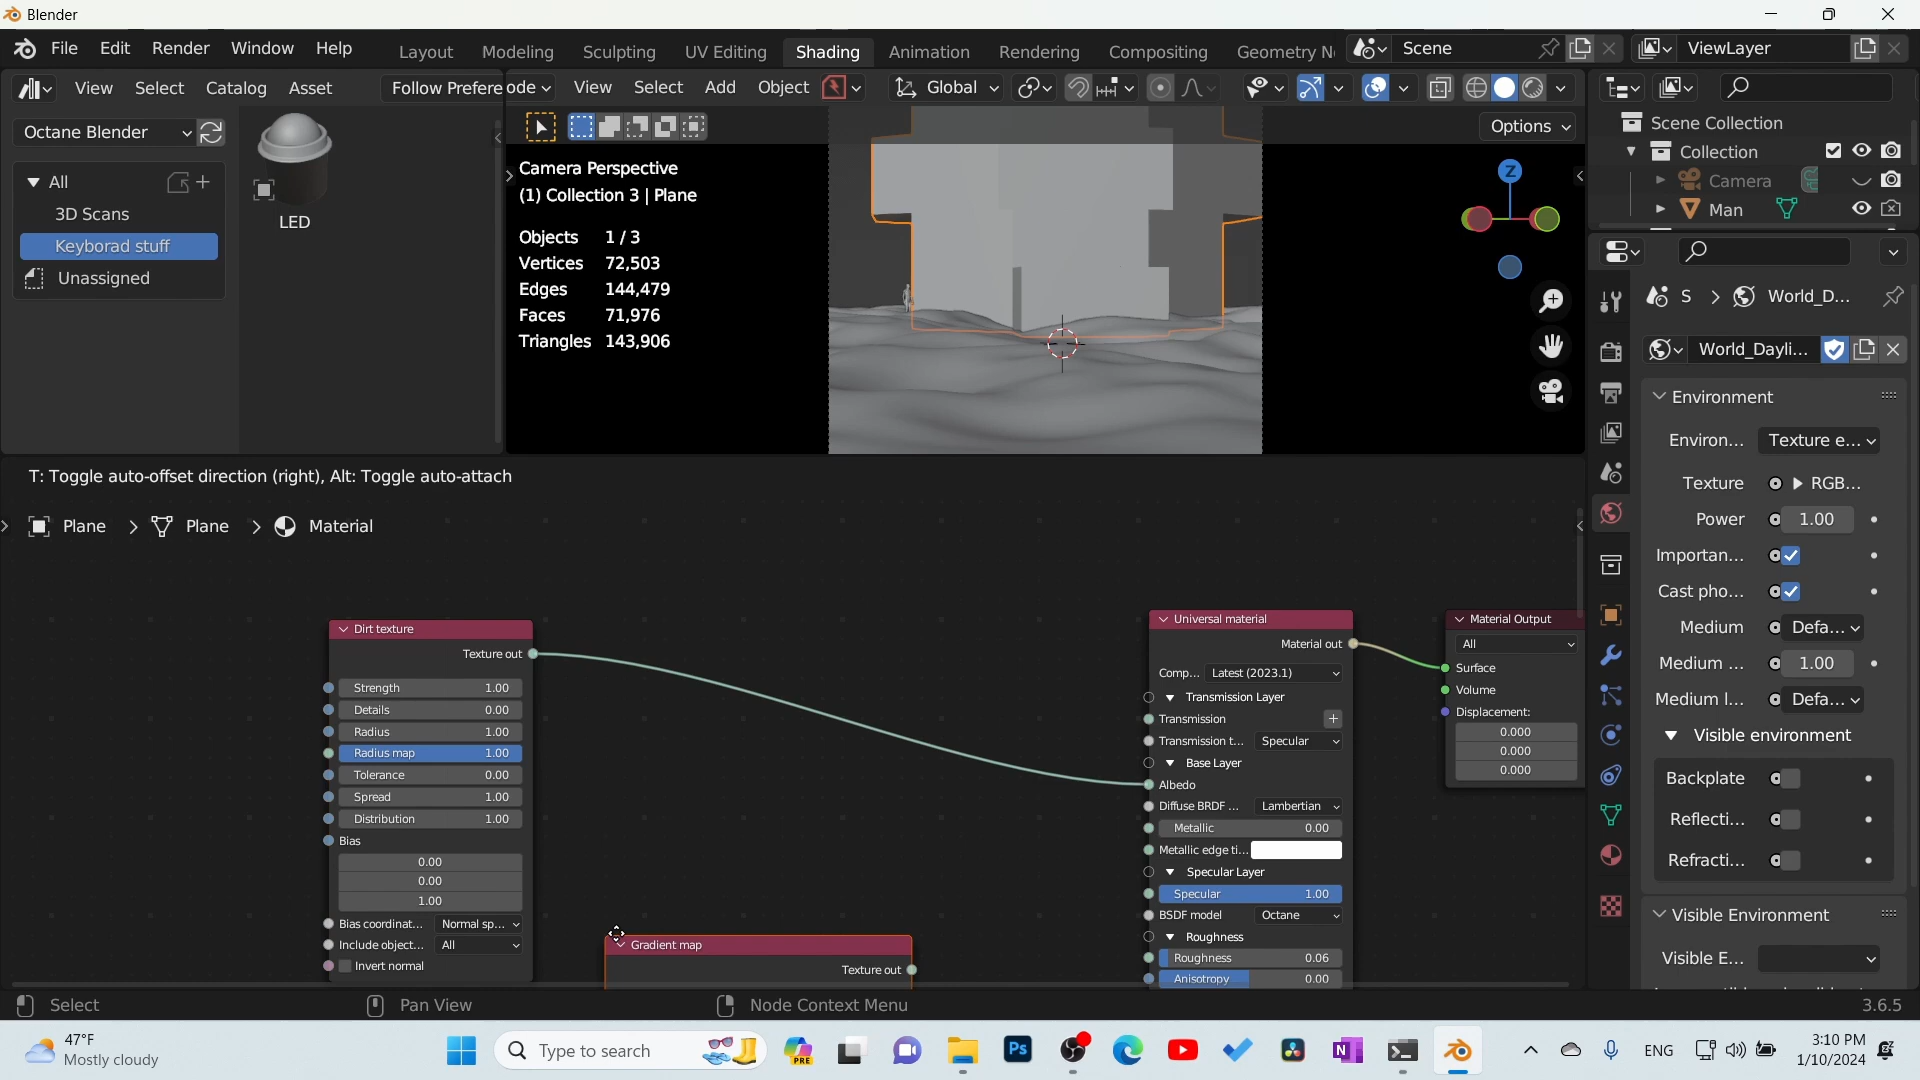 Blender
File Edit Render Window Help
Layout Modeling Sculpting UV Editing Shading Animation Rendering Compositing Geometry N
Scene
ViewLayer
View Select Catalog Asset Follow Prefere
ode View Select Add Object Global
Octane Blender
All
3D Scans
Keyborad stuff
Unassigned
LED
Options
Camera Perspective
(1) Collection 3 | Plane
Objects 1 / 3
Vertices 72,503
Edges 144,479
Faces 71,976
Triangles 143,906
Z
Scene Collection
Collection
Camera
Man
S > World_D...
World_Dayli...
Environment
Environ... Texture e...
Texture RGB...
Power 1.00
Importan...
Cast pho...
Medium Defa...
Medium ... 1.00
Medium l... Defa...
Visible environment
Backplate
Reflecti...
Refracti...
Visible Environment
Visible E...
T: Toggle auto-offset direction (right), Alt: Toggle auto-attach
Plane > Plane > Material
Dirt texture
Texture out
Strength 1.00
Details 0.00
Radius 1.00
Radius map 1.00
Tolerance 0.00
Spread 1.00
Distribution 1.00
Bias
0.00
0.00
1.00
Bias coordinat... Normal sp...
Include object... All
Invert normal
Gradient map
Texture out
Universal material
Material out
Comp... Latest (2023.1)
Transmission Layer
Transmission
Transmission t... Specular
Base Layer
Albedo
Diffuse BRDF ... Lambertian
Metallic 0.00
Metallic edge ti...
Specular Layer
Specular 1.00
BSDF model Octane
Roughness
Roughness 0.06
Anisotropy 0.00
Material Output
All
Surface
Volume
Displacement:
0.000
0.000
0.000
Select Pan View Node Context Menu 3.6.5
47°F
Mostly cloudy
Type to search
PRE
Ps
N
ENG
3:10 PM
1/10/2024